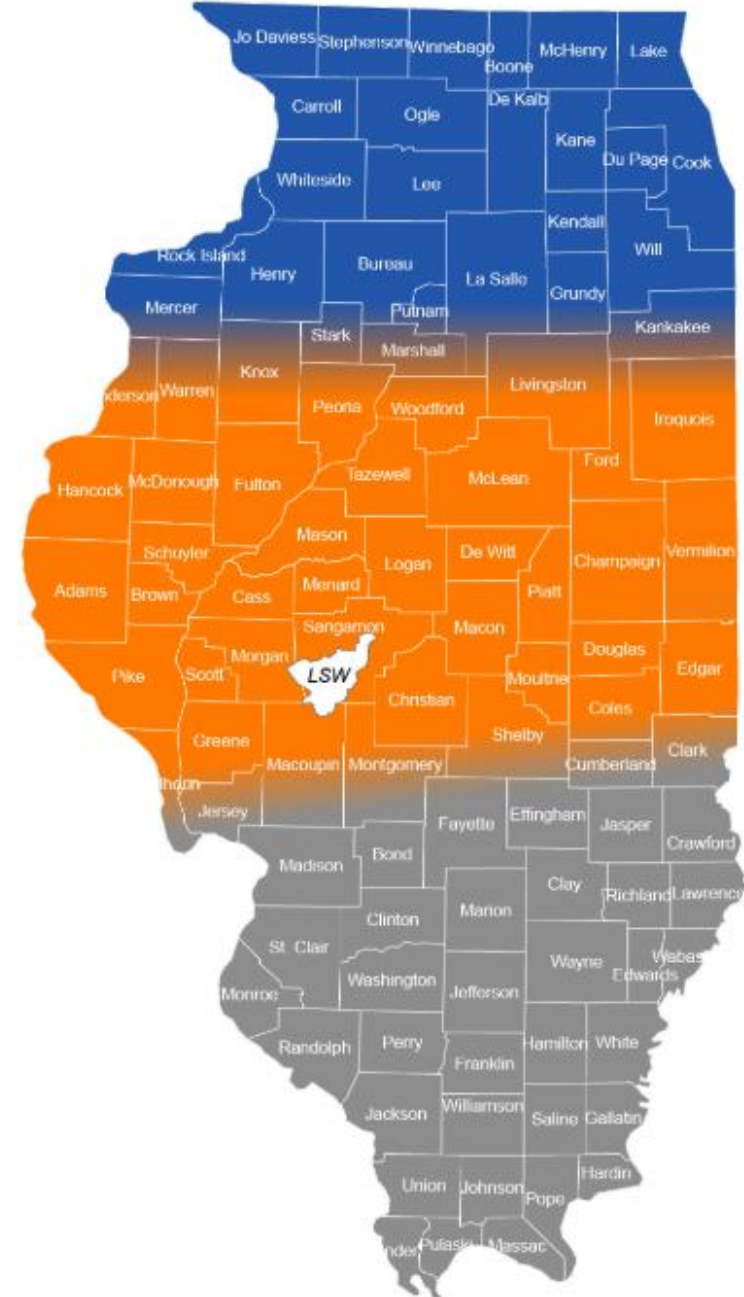 Jo Daviess
Stephenson
Winnebago
Boone
McHenry
Lake
Carroll
Ogle
De Kalb
Kane
Du Page
Cook
Whiteside
Lee
Kendall
Will
Rock Island
Henry
Bureau
La Salle
Grundy
Mercer
Putnam
Kankakee
Stark
Marshall
Knox
Livingston
derson
Warren
Peoria
Woodford
Iroquois
Ford
Tazewell
McLean
Hancock
McDonough
Fulton
Mason
Schuyler
Logan
De Witt
Champaign
Vermilion
Adams
Brown
Cass
Menard
Piatt
Sangamon
Macon
Douglas
Pike
Scott
Morgan
LSW
Moultrie
Edgar
Christian
Coles
Greene
Shelby
Clark
Macoupin
Montgomery
Cumberland
lhoun
Jersey
Effingham
Fayette
Jasper
Crawford
Madison
Bond
Clay
Richland
Lawrence
Clinton
Marion
St. Clair
Wayne
Wabas
Edwards
Washington
Jefferson
Monroe
Randolph
Perry
Hamilton
White
Franklin
Jackson
Williamson
Saline
Gallatin
Hardin
Union
Johnson
Pope
nder
Pulaski
Massac